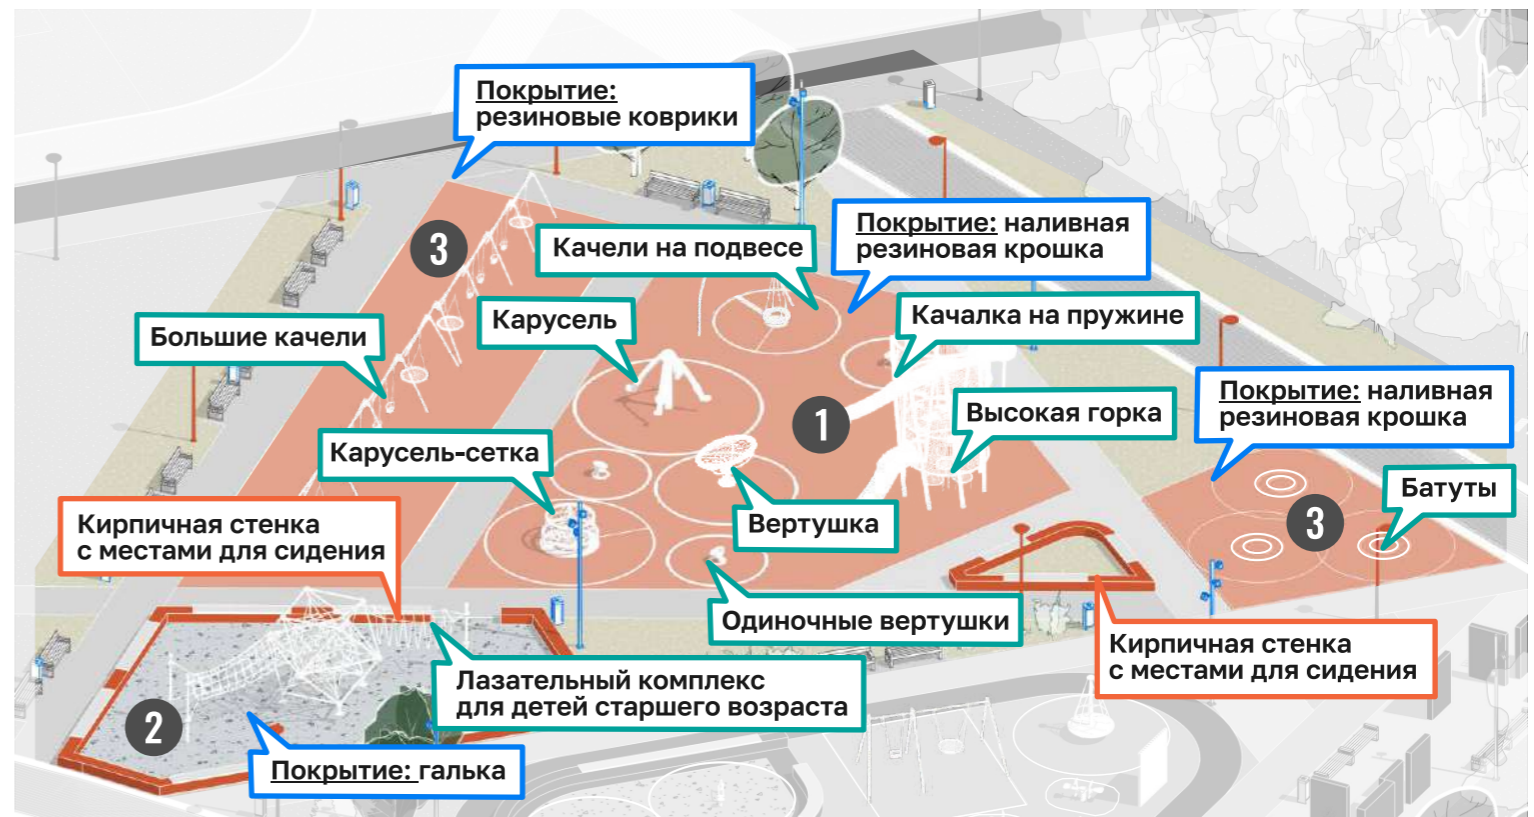 Покрытие:
резиновые коврики
3
Качели на подвесе
Покрытие: наливная
резиновая крошка
Большие качели
Карусель
Качалка на пружине
1
Высокая горка
Покрытие: наливная
резиновая крошка
Карусель-сетка
Батуты
Вертушка
3
Кирпичная стенка
с местами для сидения
Одиночные вертушки
Кирпичная стенка
с местами для сидения
Лазательный комплекс
для детей старшего возраста
2
Покрытие: галька